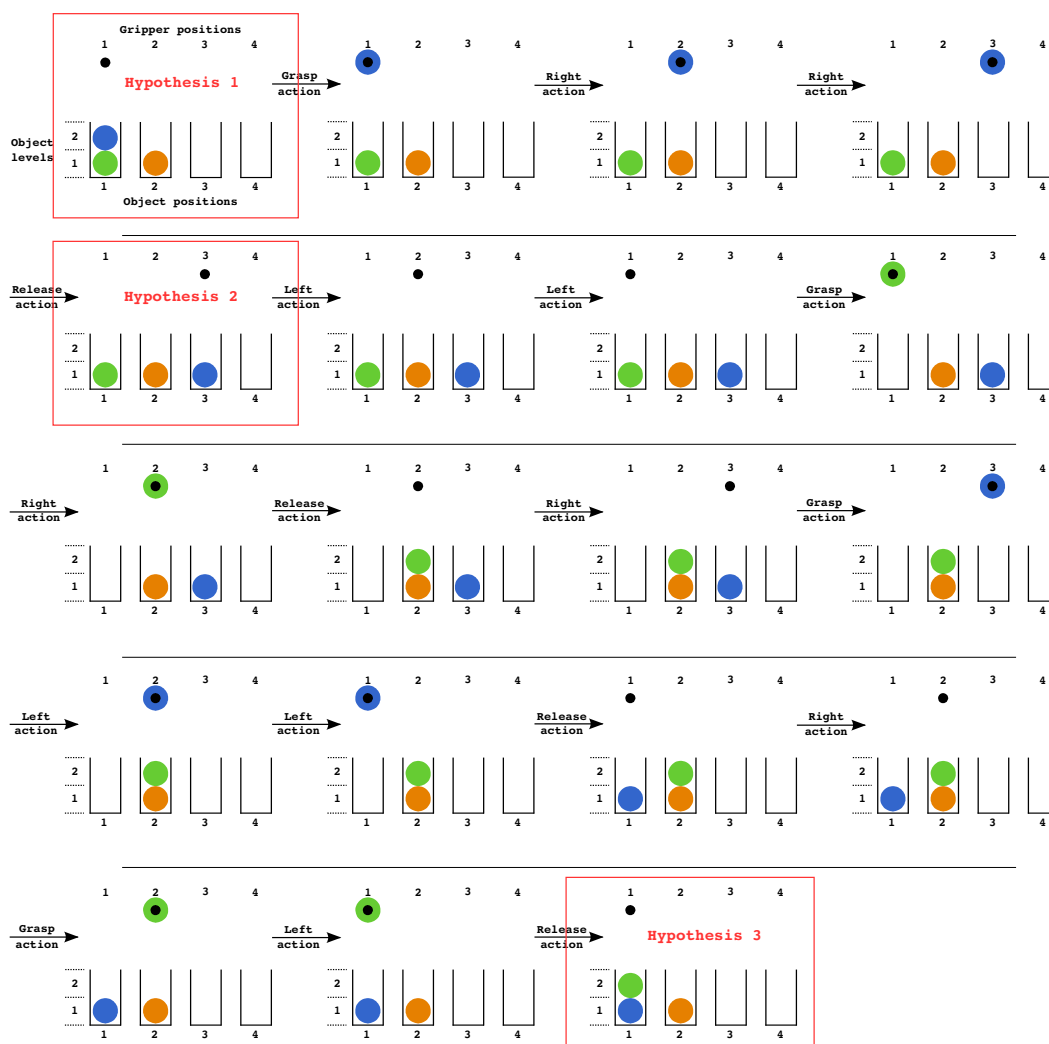 Gripper positions
1 2 3 4 1 2 3 4 1 2 3 4 1 2 3 4
Hypothesis 1 Grasp action Right action Right action
Object levels
2
1
1 2 3 4 1 2 3 4 1 2 3 4 1 2 3 4
Object positions
1 2 3 4 1 2 3 4 1 2 3 4 1 2 3 4
Release action Hypothesis 2 Left action Left action Grasp action
2 2 2 2
1 1 1 1
1 2 3 4 1 2 3 4 1 2 3 4 1 2 3 4
1 2 3 4 1 2 3 4 1 2 3 4 1 2 3 4
Right action Release action Right action Grasp action
2 2 2 2
1 1 1 1
1 2 3 4 1 2 3 4 1 2 3 4 1 2 3 4
1 2 3 4 1 2 3 4 1 2 3 4 1 2 3 4
Left action Left action Release action Right action
2 2 2 2
1 1 1 1
1 2 3 4 1 2 3 4 1 2 3 4 1 2 3 4
1 2 3 4 1 2 3 4 1 2 3 4
Grasp action Left action Release action Hypothesis 3
2 2 2
1 1 1
1 2 3 4 1 2 3 4 1 2 3 4